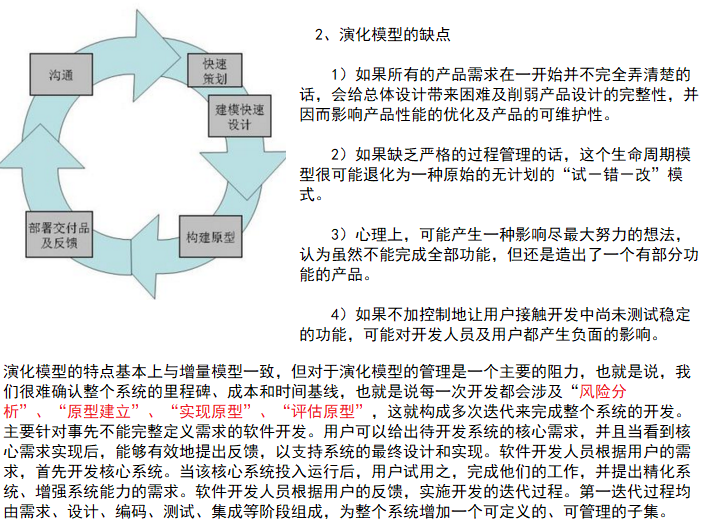 沟通
快速
策划
建模快速
设计
构建原型
部署交付品
及反馈
2、演化模型的缺点
1）如果所有的产品需求在一开始并不完全弄清楚的
话，会给总体设计带来困难及削弱产品设计的完整性，并
因而影响产品性能的优化及产品的可维护性。
2）如果缺乏严格的过程管理的话，这个生命周期模
型很可能退化为一种原始的无计划的“试－错－改”模
式。
3）心理上，可能产生一种影响尽最大努力的想法，
认为虽然不能完成全部功能，但还是造出了一个有部分功
能的产品。
4）如果不加控制地让用户接触开发中尚未测试稳定
的功能，可能对开发人员及用户都产生负面的影响。
演化模型的特点基本上与增量模型一致，但对于演化模型的管理是一个主要的阻力，也就是说，我
们很难确认整个系统的里程碑、成本和时间基线，也就是说每一次开发都会涉及“风险分
析”、“原型建立”、“实现原型”、“评估原型”，这就构成多次迭代来完成整个系统的开发。
主要针对事先不能完整定义需求的软件开发。用户可以给出待开发系统的核心需求，并且当看到核
心需求实现后，能够有效地提出反馈，以支持系统的最终设计和实现。软件开发人员根据用户的需
求，首先开发核心系统。当该核心系统投入运行后，用户试用之，完成他们的工作，并提出精化系
统、增强系统能力的需求。软件开发人员根据用户的反馈，实施开发的迭代过程。第一迭代过程均
由需求、设计、编码、测试、集成等阶段组成，为整个系统增加一个可定义的、可管理的子集。